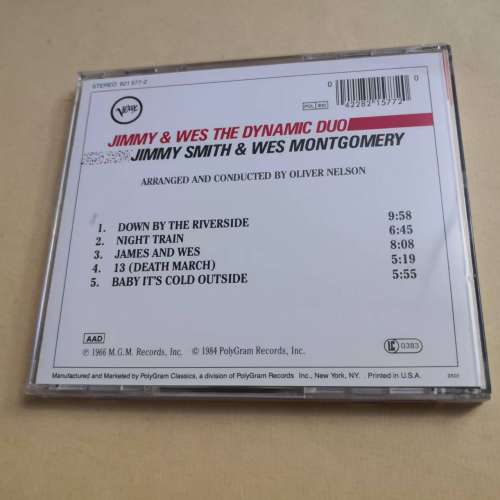 STEREO 821 577-2
Verve
0 0
42282 15772
JIMMY & WES THE DYNAMIC DUO
JIMMY SMITH & WES MONTGOMERY
ARRANGED AND CONDUCTED BY OLIVER NELSON
1. DOWN BY THE RIVERSIDE 9:58
2. NIGHT TRAIN 6:45
3. JAMES AND WES 8:08
4. 13 (DEATH MARCH) 5:19
5. BABY IT'S COLD OUTSIDE 5:55
AAD
℗ 1966 M.G.M. Records, Inc. © 1984 PolyGram Records, Inc.
LC 0383
Manufactured and Marketed by PolyGram Classics, a division of PolyGram Records Inc., New York, NY. Printed in U.S.A.